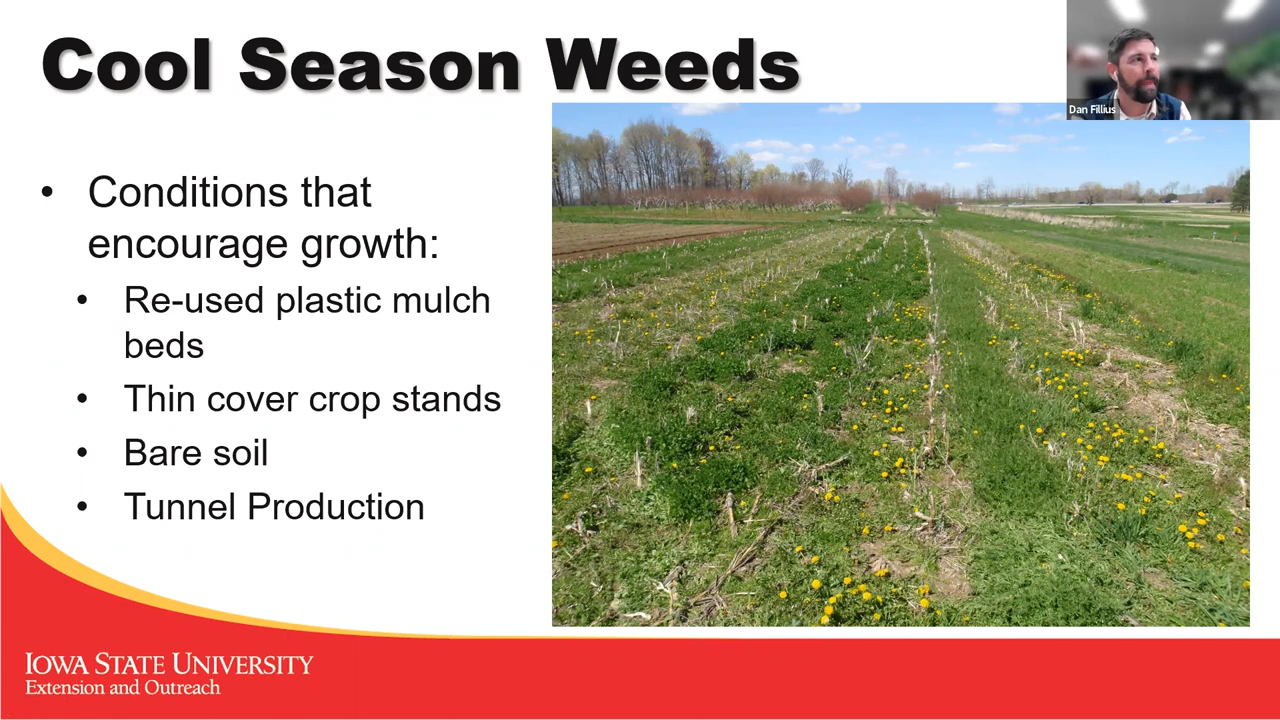 Cool Season Weeds
Dan Fillius
• Conditions that
encourage growth:
• Re-used plastic mulch
beds
• Thin cover crop stands
• Bare soil
• Tunnel Production
IOWA STATE UNIVERSITY
Extension and Outreach